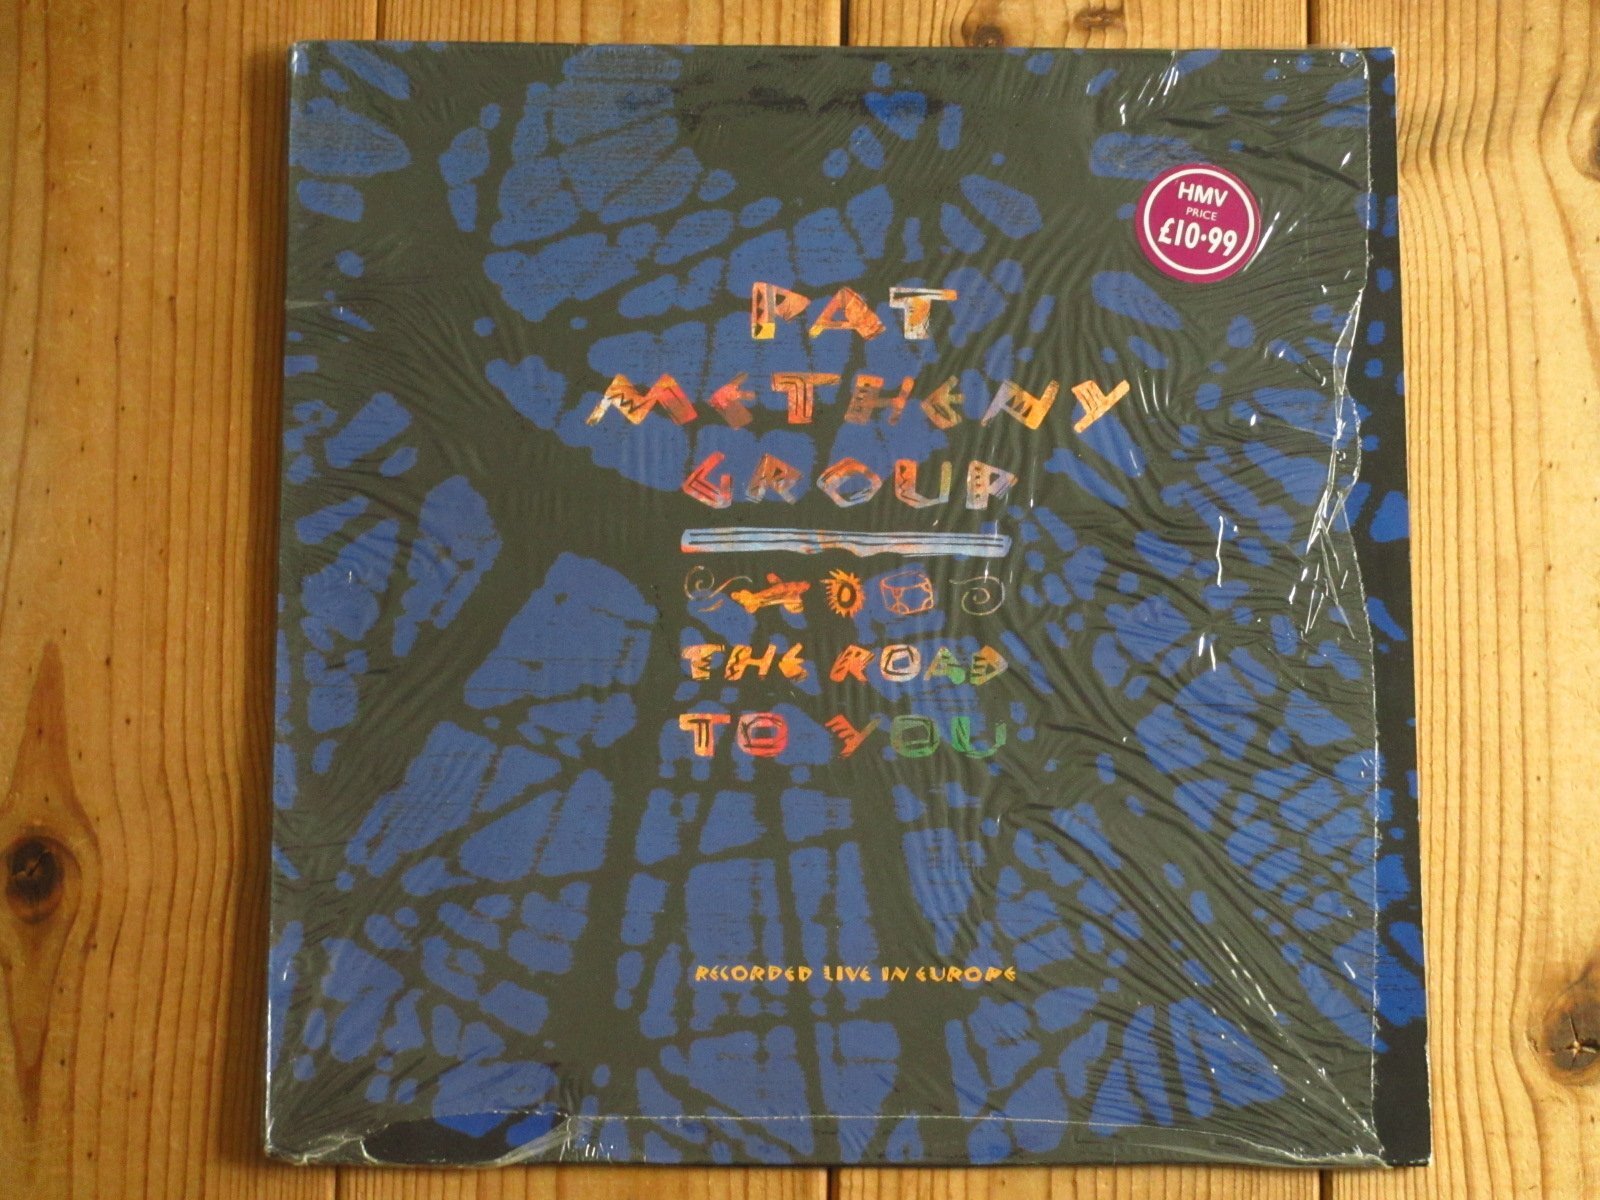 HMV
PRICE
£10.99
PAT
METHENY
GROUP
THE ROAD
TO YOU
RECORDED LIVE IN EUROPE